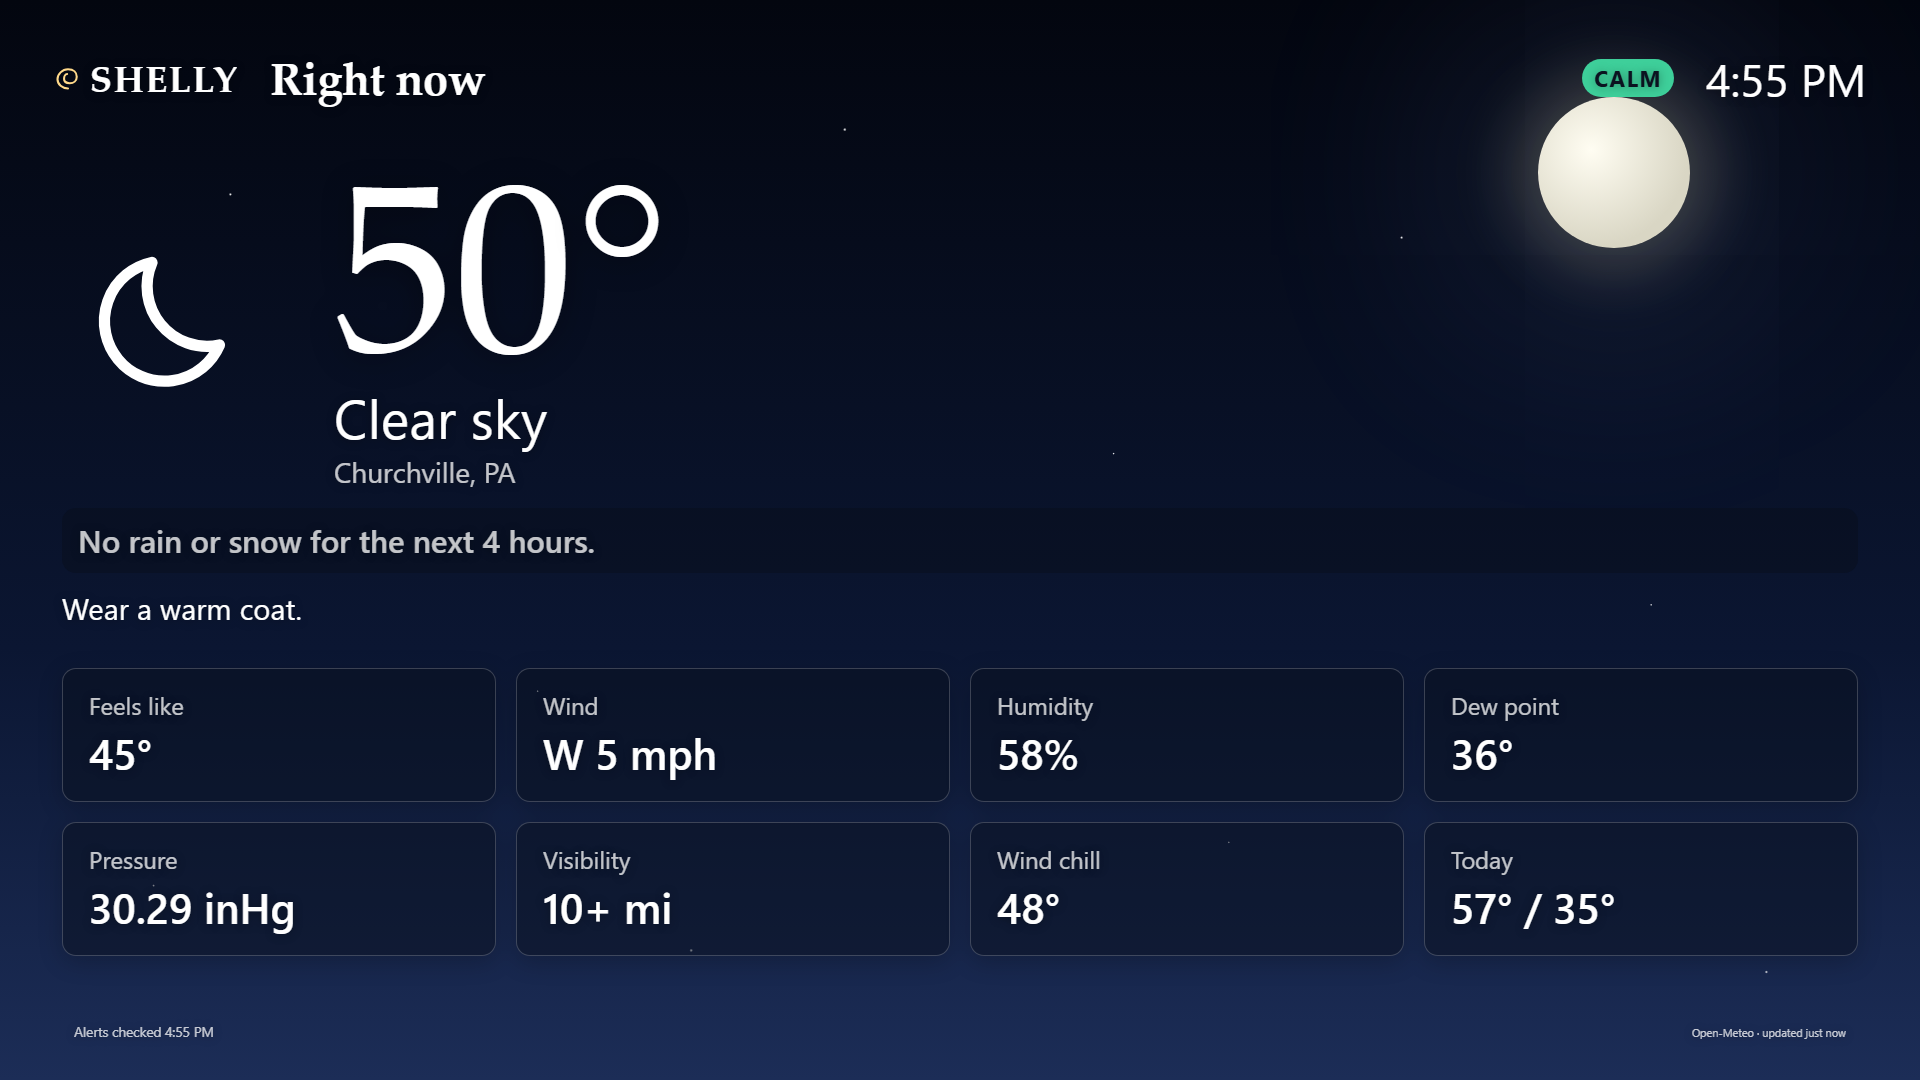 SHELLY Right now
CALM 4:55 PM
50°
Clear sky
Churchville, PA
No rain or snow for the next 4 hours.
Wear a warm coat.
Feels like
45°
Wind
W 5 mph
Humidity
58%
Dew point
36°
Pressure
30.29 inHg
Visibility
10+ mi
Wind chill
48°
Today
57° / 35°
Alerts checked 4:55 PM
Open-Meteo · updated just now